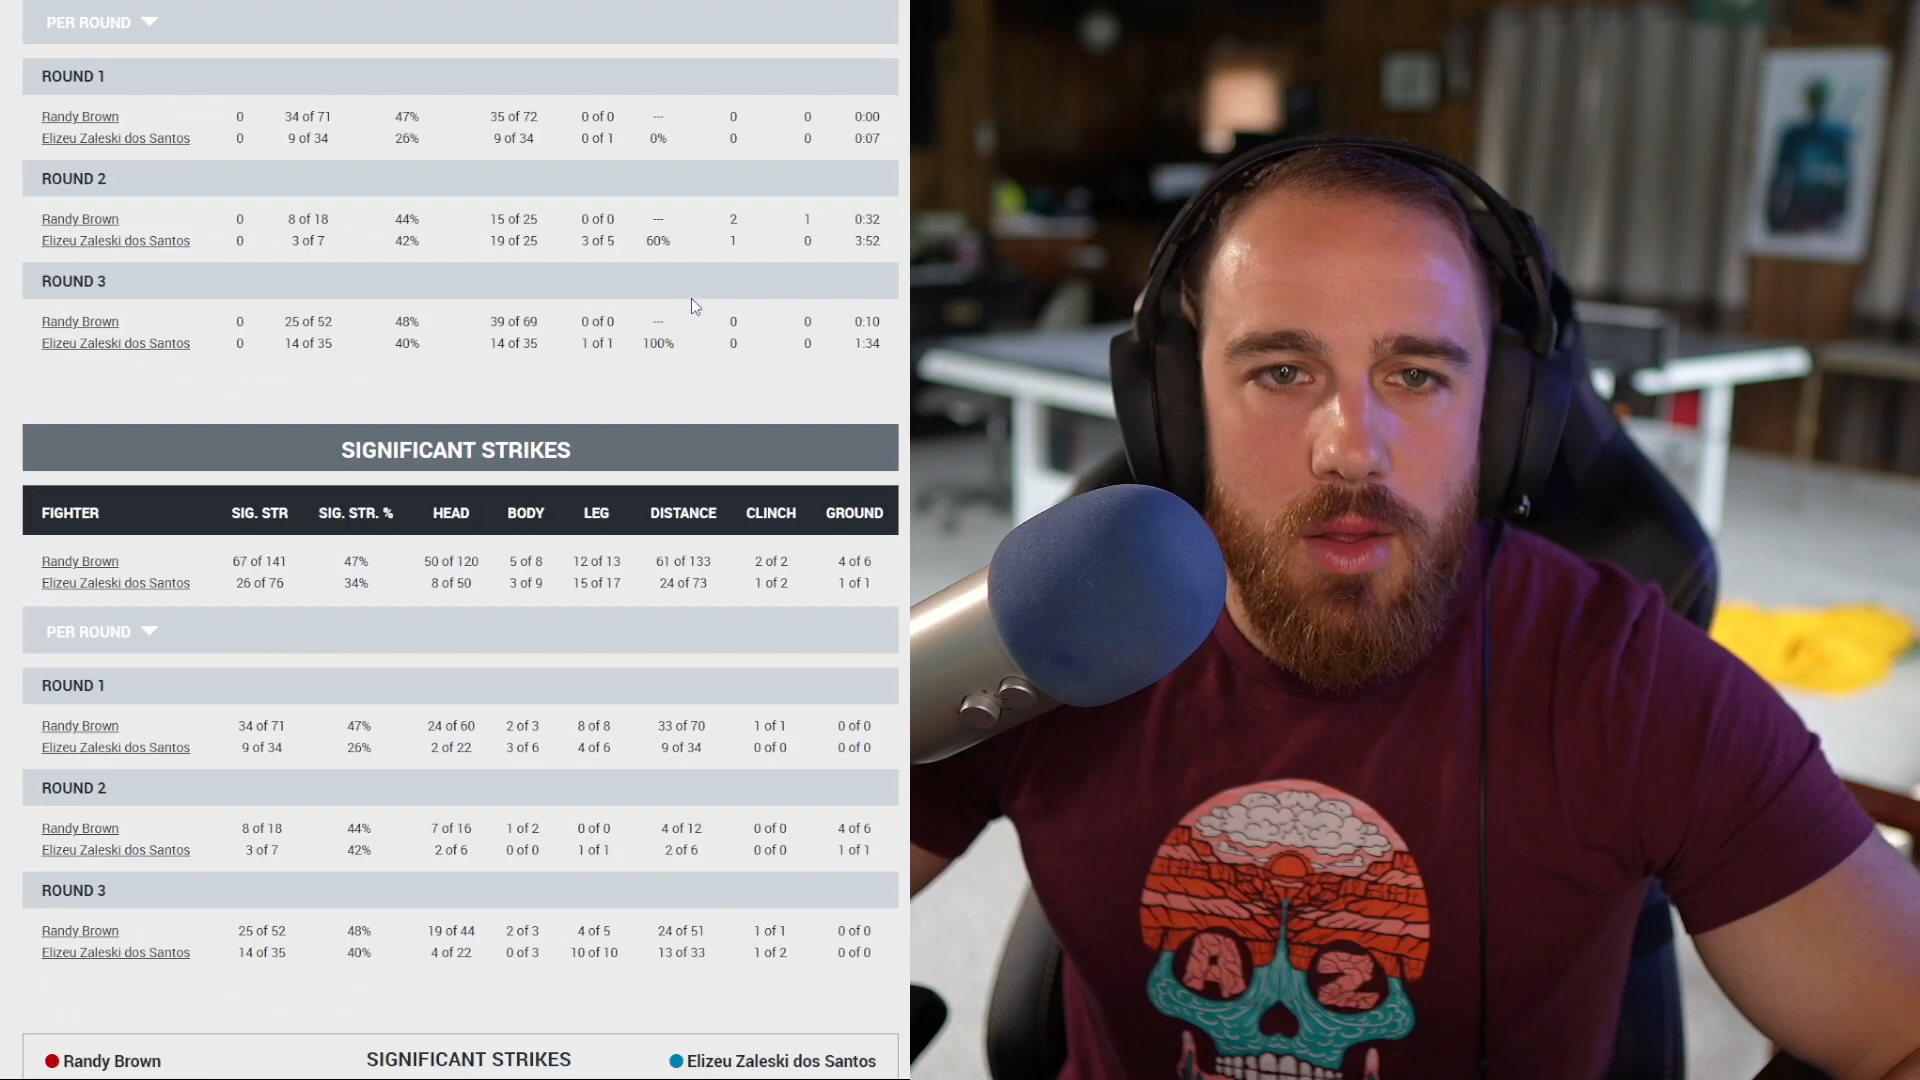 PER ROUND
ROUND 1
Randy Brown 0 34 of 71 47% 35 of 72 0 of 0 --- 0 0 0:00
Elizeu Zaleski dos Santos 0 9 of 34 26% 9 of 34 0 of 1 0% 0 0 0:07
ROUND 2
Randy Brown 0 8 of 18 44% 15 of 25 0 of 0 --- 2 1 0:32
Elizeu Zaleski dos Santos 0 3 of 7 42% 19 of 25 3 of 5 60% 1 0 3:52
ROUND 3
Randy Brown 0 25 of 52 48% 39 of 69 0 of 0 --- 0 0 0:10
Elizeu Zaleski dos Santos 0 14 of 35 40% 14 of 35 1 of 1 100% 0 0 1:34
SIGNIFICANT STRIKES
FIGHTER SIG. STR SIG. STR. % HEAD BODY LEG DISTANCE CLINCH GROUND
Randy Brown 67 of 141 47% 50 of 120 5 of 8 12 of 13 61 of 133 2 of 2 4 of 6
Elizeu Zaleski dos Santos 26 of 76 34% 8 of 50 3 of 9 15 of 17 24 of 73 1 of 2 1 of 1
PER ROUND
ROUND 1
Randy Brown 34 of 71 47% 24 of 60 2 of 3 8 of 8 33 of 70 1 of 1 0 of 0
Elizeu Zaleski dos Santos 9 of 34 26% 2 of 22 3 of 6 4 of 6 9 of 34 0 of 0 0 of 0
ROUND 2
Randy Brown 8 of 18 44% 7 of 16 1 of 2 0 of 0 4 of 12 0 of 0 4 of 6
Elizeu Zaleski dos Santos 3 of 7 42% 2 of 6 0 of 0 1 of 1 2 of 6 0 of 0 1 of 1
ROUND 3
Randy Brown 25 of 52 48% 19 of 44 2 of 3 4 of 5 24 of 51 1 of 1 0 of 0
Elizeu Zaleski dos Santos 14 of 35 40% 4 of 22 0 of 3 10 of 10 13 of 33 1 of 2 0 of 0
Randy Brown SIGNIFICANT STRIKES Elizeu Zaleski dos Santos
A Z